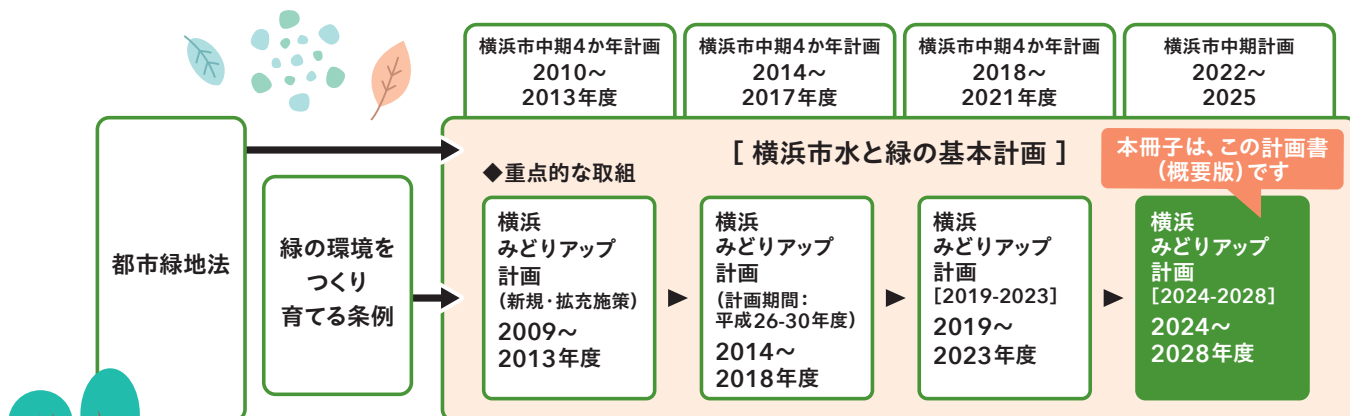 横浜市中期4か年計画
2010〜
2013年度
横浜市中期4か年計画
2014〜
2017年度
横浜市中期4か年計画
2018〜
2021年度
横浜市中期計画
2022〜
2025
都市緑地法
緑の環境を
つくり
育てる条例
[ 横浜市水と緑の基本計画 ]
本冊子は、この計画書
(概要版)です
◆重点的な取組
横浜
みどりアップ
計画
(新規・拡充施策)
2009〜
2013年度
横浜
みどりアップ
計画
(計画期間：
平成26-30年度)
2014〜
2018年度
横浜
みどりアップ
計画
[2019-2023]
2019〜
2023年度
横浜
みどりアップ
計画
[2024-2028]
2024〜
2028年度